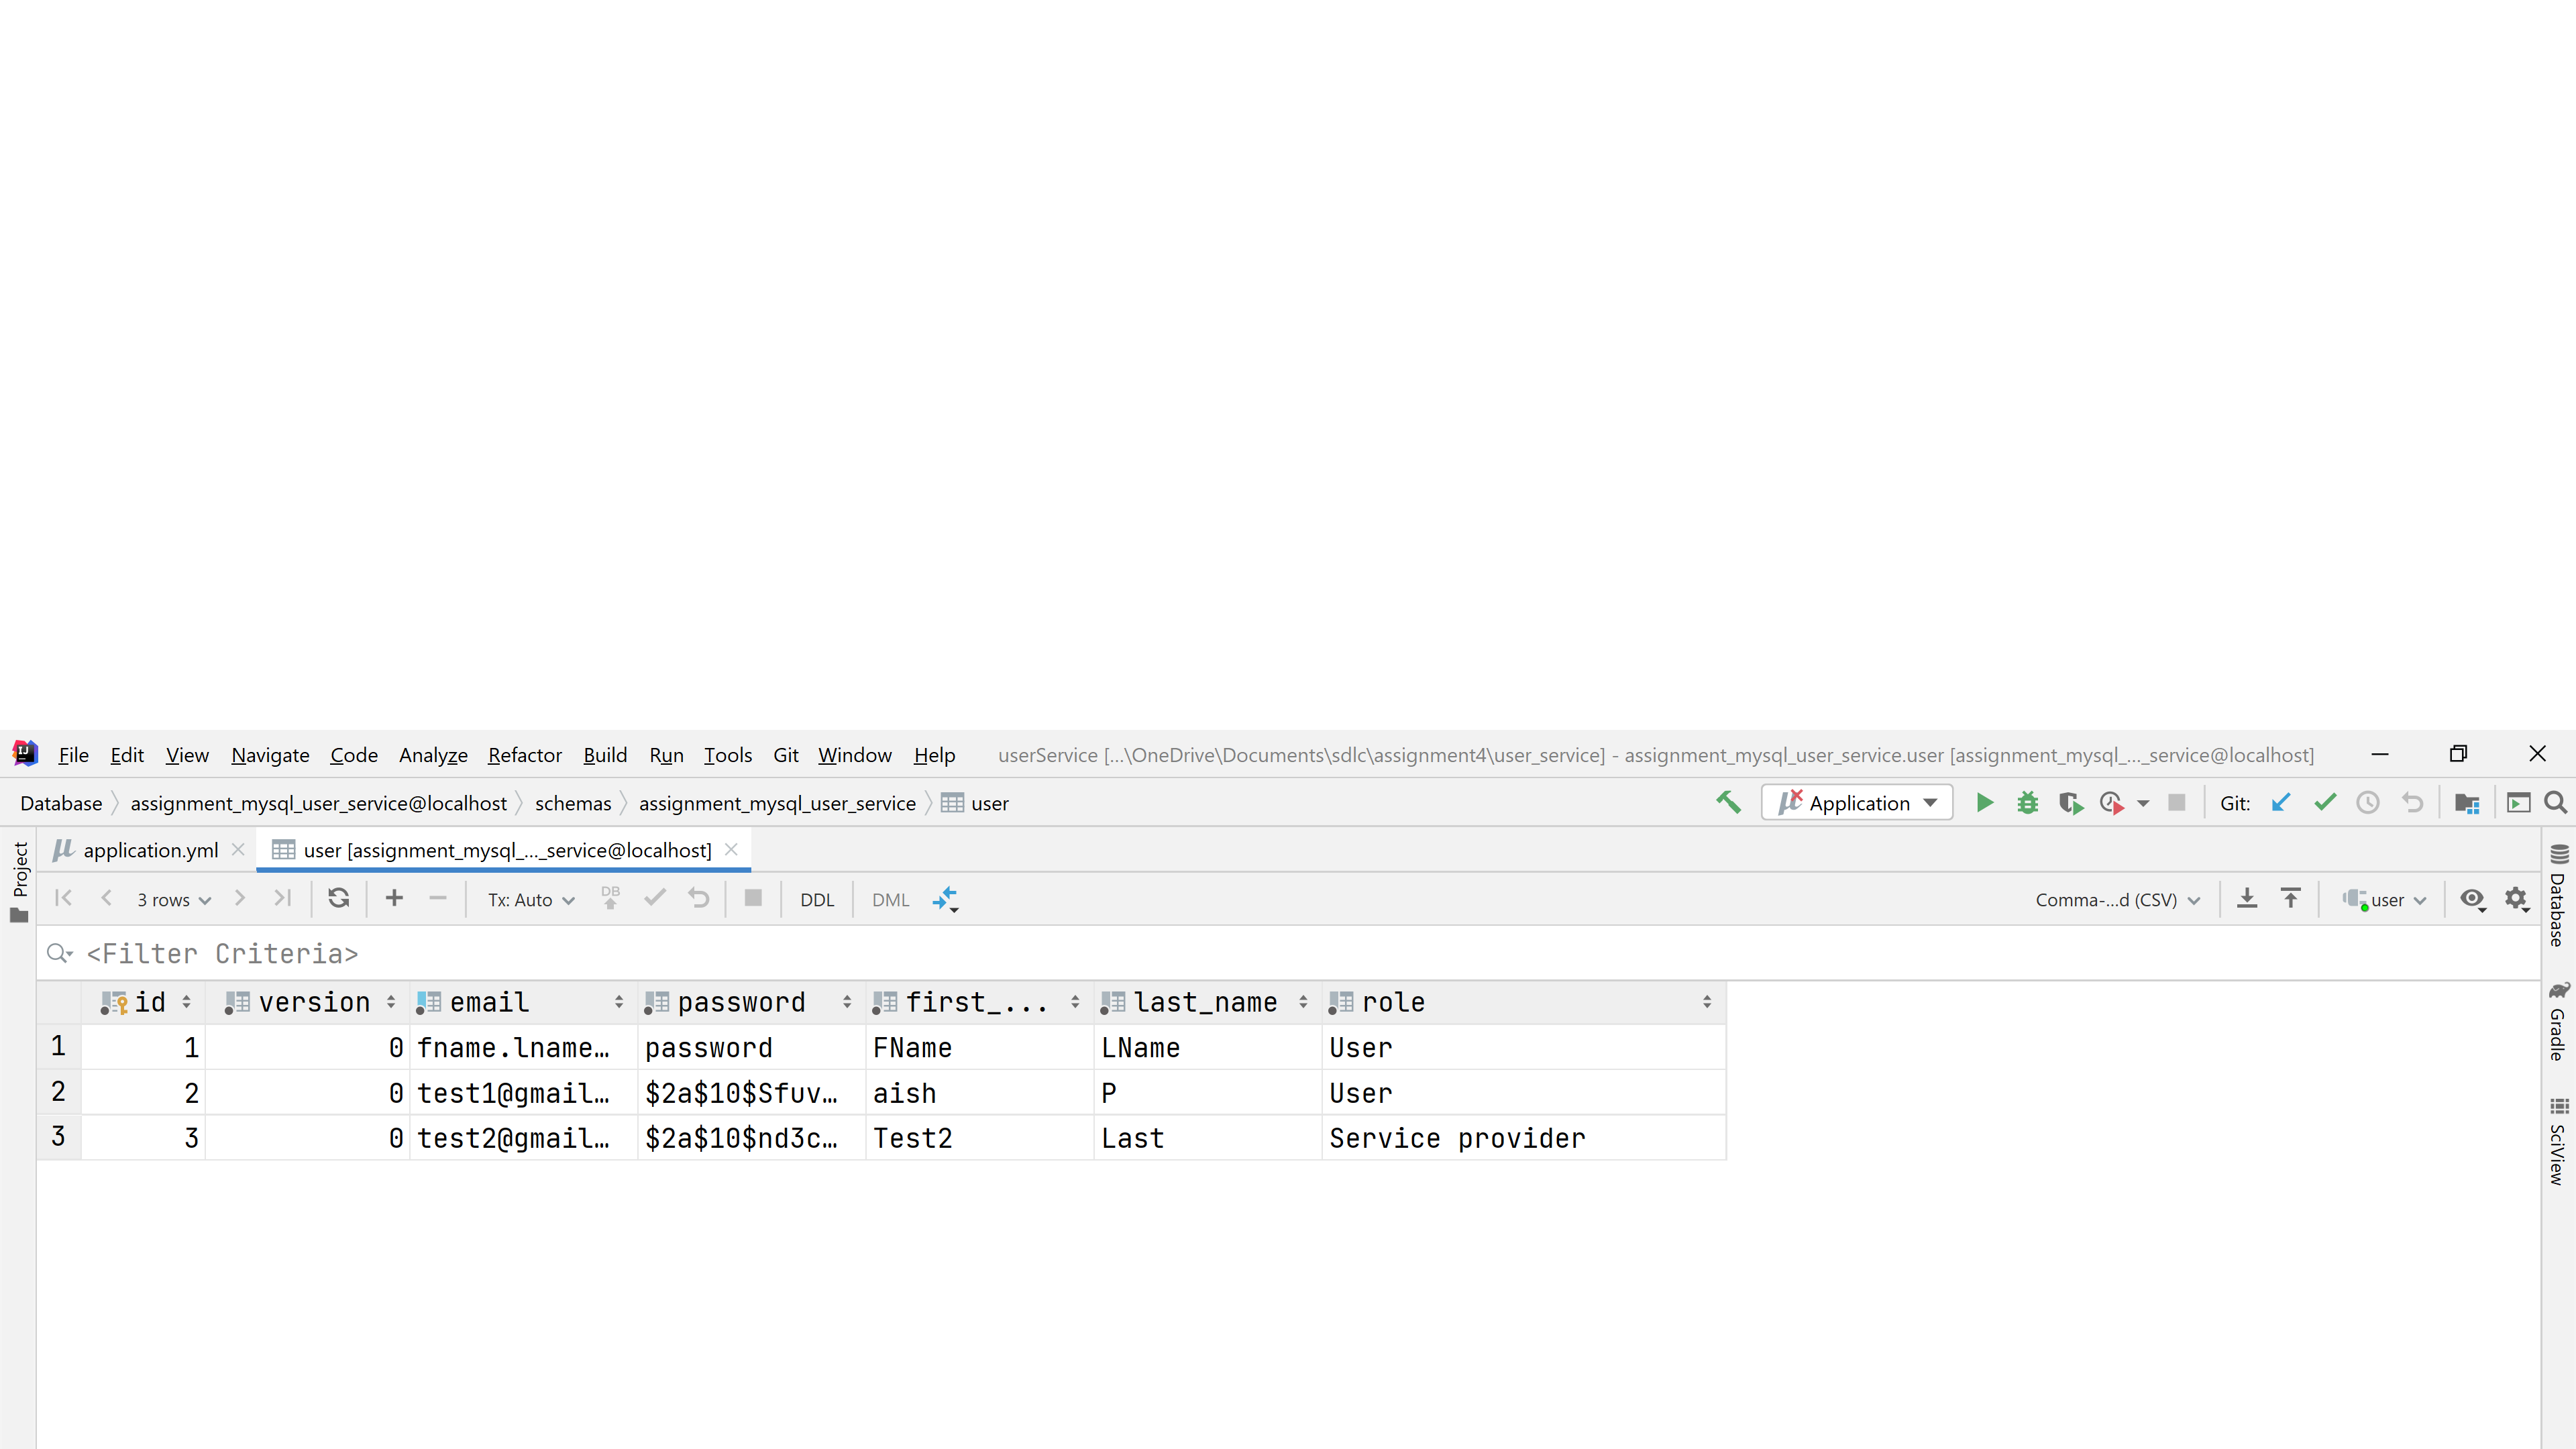 File Edit View Navigate Code Analyze Refactor Build Run Tools Git Window Help userService [...\OneDrive\Documents\sdlc\assignment4\user_service] - assignment_mysql_user_service.user [assignment_mysql_..._service@localhost]
Database assignment_mysql_user_service@localhost schemas assignment_mysql_user_service user Application Git:
Project
application.yml user [assignment_mysql_..._service@localhost]
3 rows Tx: Auto DB DDL DML Comma-...d (CSV) user
<Filter Criteria>
id version email password first_... last_name role
1 1 0 fname.lname… password FName LName User
2 2 0 test1@gmail… $2a$10$Sfuv… aish P User
3 3 0 test2@gmail… $2a$10$nd3c… Test2 Last Service provider
Database
Gradle
SciView